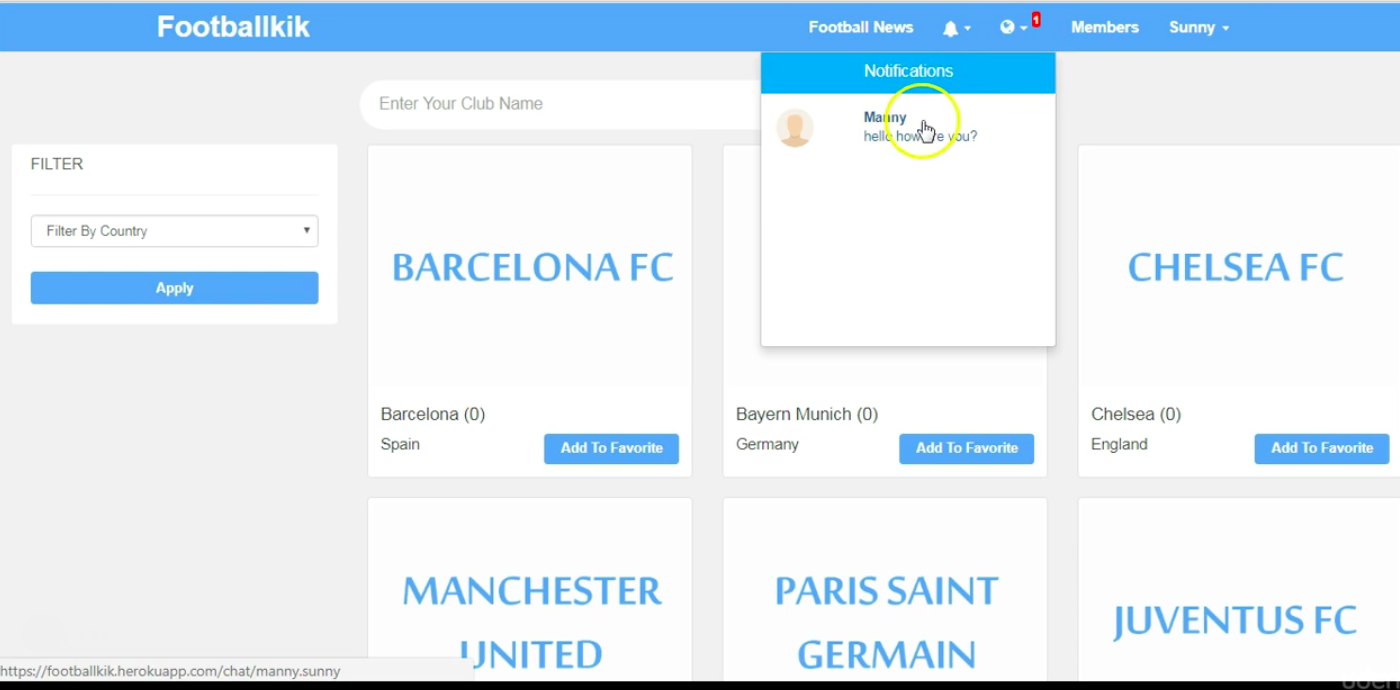 Footballkik
Football News
1
Members
Sunny
Notifications
Manny
hello how are you?
Enter Your Club Name
FILTER
Filter By Country
Apply
BARCELONA FC
Barcelona (0)
Spain
Add To Favorite
Bayern Munich (0)
Germany
Add To Favorite
CHELSEA FC
Chelsea (0)
England
Add To Favorite
MANCHESTER
UNITED
PARIS SAINT
GERMAIN
JUVENTUS FC
https://footballkik.herokuapp.com/chat/manny.sunny